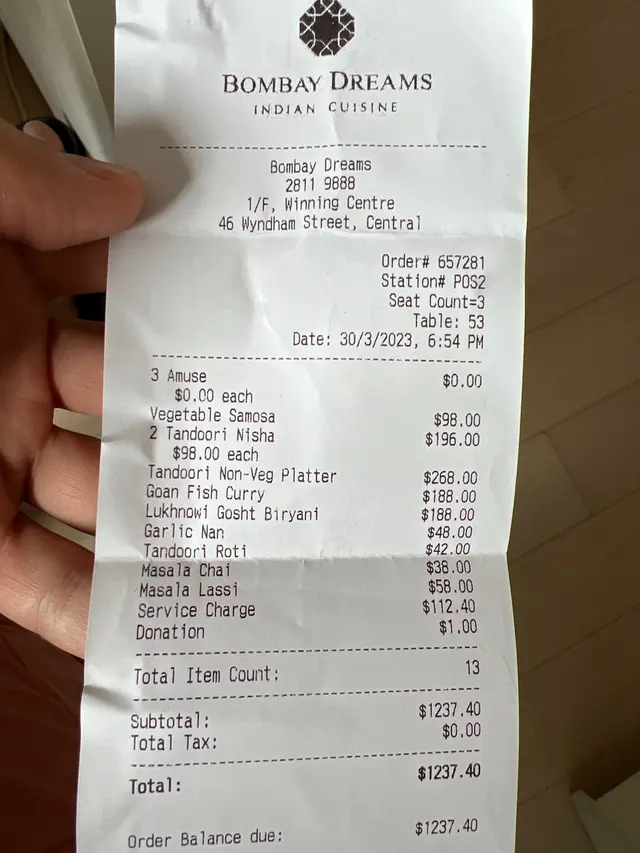 BOMBAY DREAMS
INDIAN CUISINE
Bombay Dreams
2811 9888
1/F, Winning Centre
46 Wyndham Street, Central
Order# 657281
Station# POS2
Seat Count=3
Table: 53
Date: 30/3/2023, 6:54 PM
3 Amuse $0.00
$0.00 each
Vegetable Samosa $98.00
2 Tandoori Nisha $196.00
$98.00 each
Tandoori Non-Veg Platter $268.00
Goan Fish Curry $188.00
Lukhnowi Gosht Biryani $188.00
Garlic Nan $48.00
Tandoori Roti $42.00
Masala Chai $38.00
Masala Lassi $58.00
Service Charge $112.40
Donation $1.00
Total Item Count: 13
Subtotal: $1237.40
Total Tax: $0.00
Total: $1237.40
Order Balance due: $1237.40